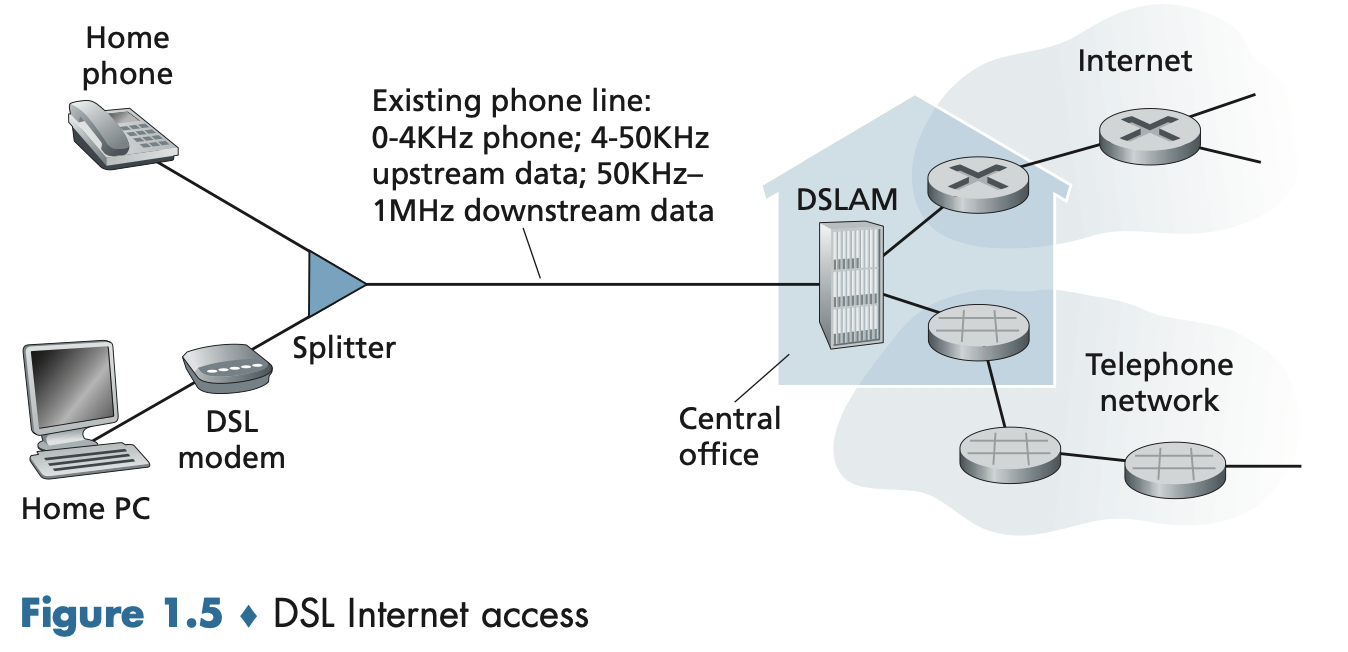 Home
phone
Existing phone line:
0-4KHz phone; 4-50KHz
upstream data; 50KHz–
1MHz downstream data
Internet
DSLAM
Splitter
DSL
modem
Home PC
Central
office
Telephone
network
Figure 1.5 ♦ DSL Internet access